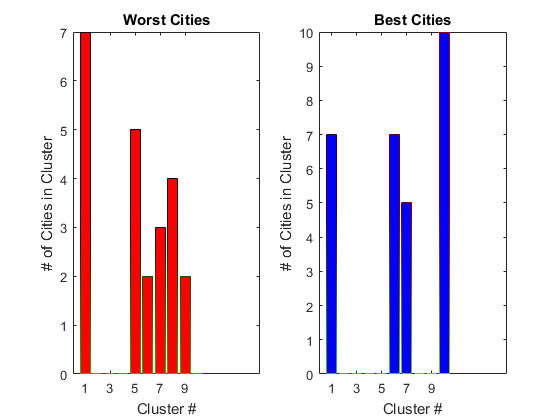 Worst Cities
# of Cities in Cluster
7
6
5
4
3
2
1
0
1 3 5 7 9
Cluster #
Best Cities
# of Cities in Cluster
10
9
8
7
6
5
4
3
2
1
0
1 3 5 7 9
Cluster #